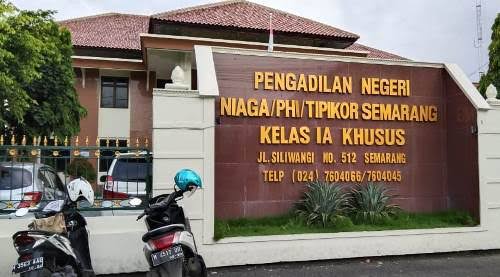 PENGADILAN NEGERI
NIAGA/PHI/TIPIKOR SEMARANG
KELAS IA KHUSUS
JL. SILIWANGI NO. 512 SEMARANG
TELP (024) 7604066/7604045